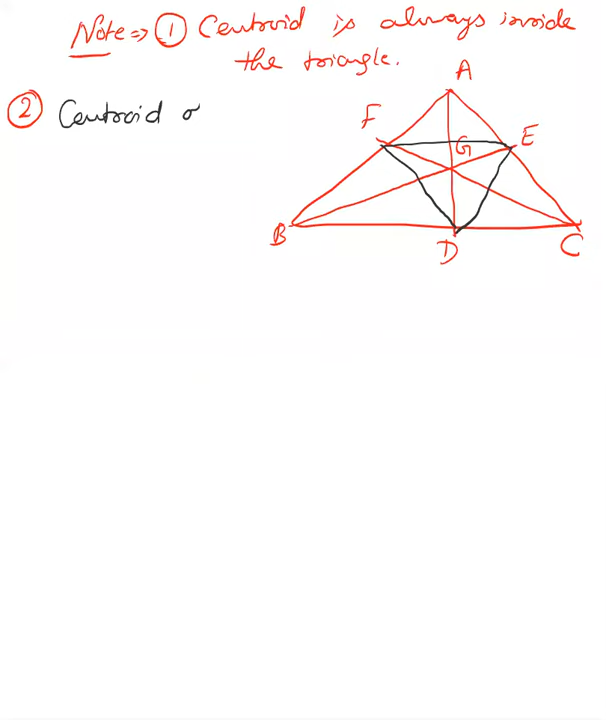 Note ⇒ ① Centroid is always inside
the triangle.
② Centroid o
A
F
E
G
B
D
C